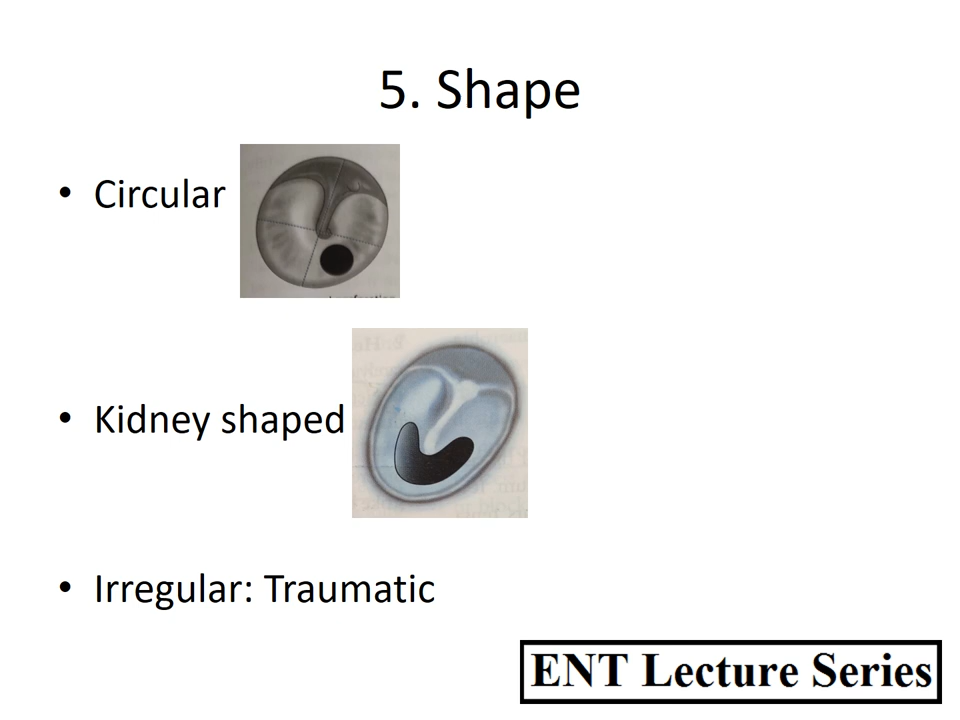 5. Shape
• Circular
• Kidney shaped
• Irregular: Traumatic
ENT Lecture Series